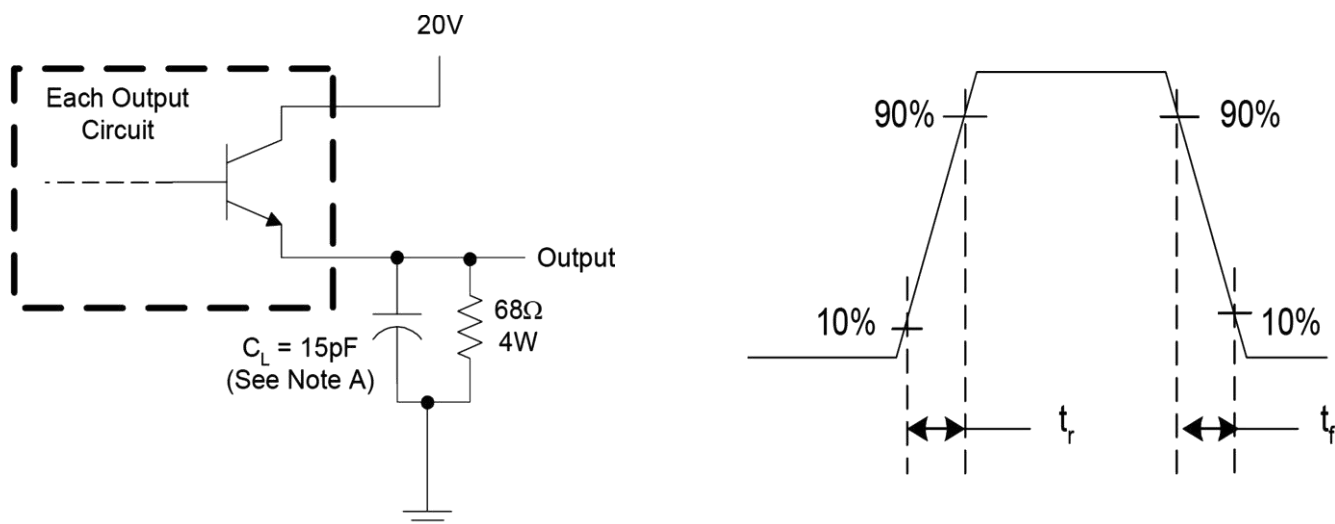 20V
Each Output
Circuit
Output
68Ω
4W
C_L = 15pF
(See Note A)
90%
90%
10%
10%
t_r
t_f